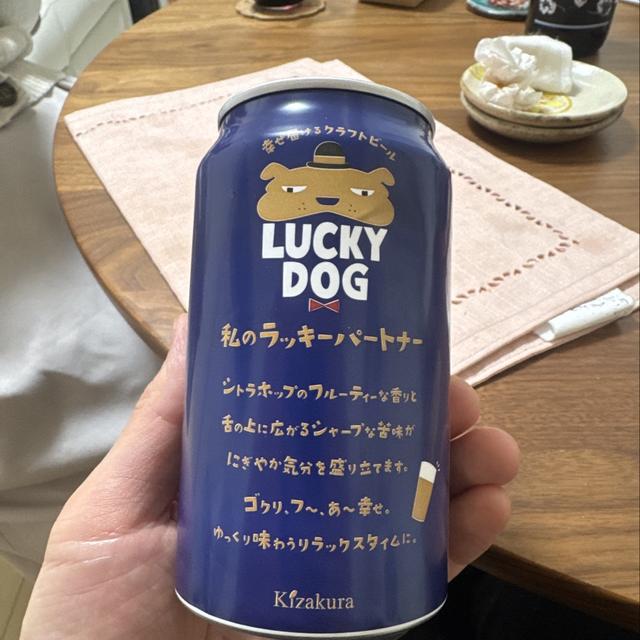 幸せ届けるクラフトビール
LUCKY
DOG
私のラッキーパートナー
シトラホップのフルーティーな香りと
舌の上に広がるシャープな苦味が
にぎやか気分を盛り立てます。
ゴクリ、フ〜、あ〜幸せ。
ゆっくり味わうリラックスタイムに。
Kizakura